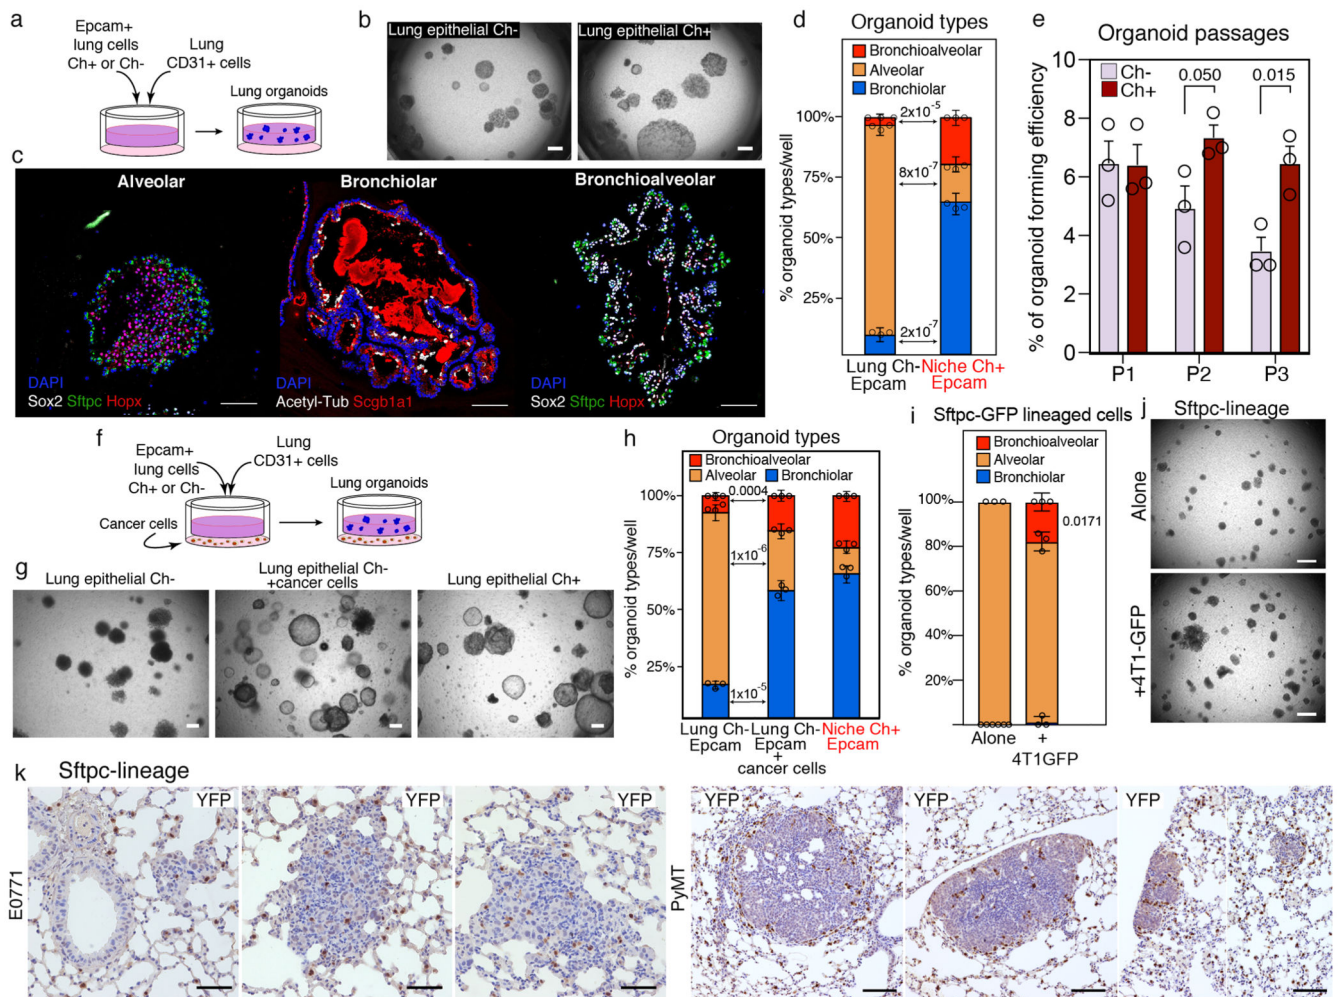 a
Epcam+
lung cells
Ch+ or Ch-
Lung
CD31+ cells
Lung organoids
b
Lung epithelial Ch-
Lung epithelial Ch+
c
Alveolar
Bronchiolar
Bronchioalveolar
DAPI
Sox2 Sftpc Hopx
DAPI
Acetyl-Tub Scgb1a1
DAPI
Sox2 Sftpc Hopx
d
Organoid types
Bronchioalveolar
Alveolar
Bronchiolar
% organoid types/well
100%
75%
50%
25%
2x10-5
8x10-7
2x10-7
Lung Ch-
Epcam
Niche Ch+
Epcam
e
Organoid passages
% of organoid forming efficiency
10
8
6
4
2
0
Ch-
Ch+
0.050
0.015
P1
P2
P3
f
Epcam+
lung cells
Ch+ or Ch-
Lung
CD31+ cells
Cancer cells
Lung organoids
g
Lung epithelial Ch-
Lung epithelial Ch-
+cancer cells
Lung epithelial Ch+
h
Organoid types
Bronchioalveolar
Alveolar
Bronchiolar
% organoid types/well
100%
75%
50%
25%
0.0004
1x10-6
1x10-5
Lung Ch-
Epcam
Lung Ch-
Epcam
+
cancer cells
Niche Ch+
Epcam
i
Sftpc-GFP lineaged cells
Bronchioalveolar
Alveolar
Bronchiolar
% organoid types/well
100%
80%
60%
40%
20%
0.0171
Alone
+
4T1GFP
j
Sftpc-lineage
Alone
+4T1-GFP
k
Sftpc-lineage
E0771
YFP
YFP
YFP
PyMT
YFP
YFP
YFP